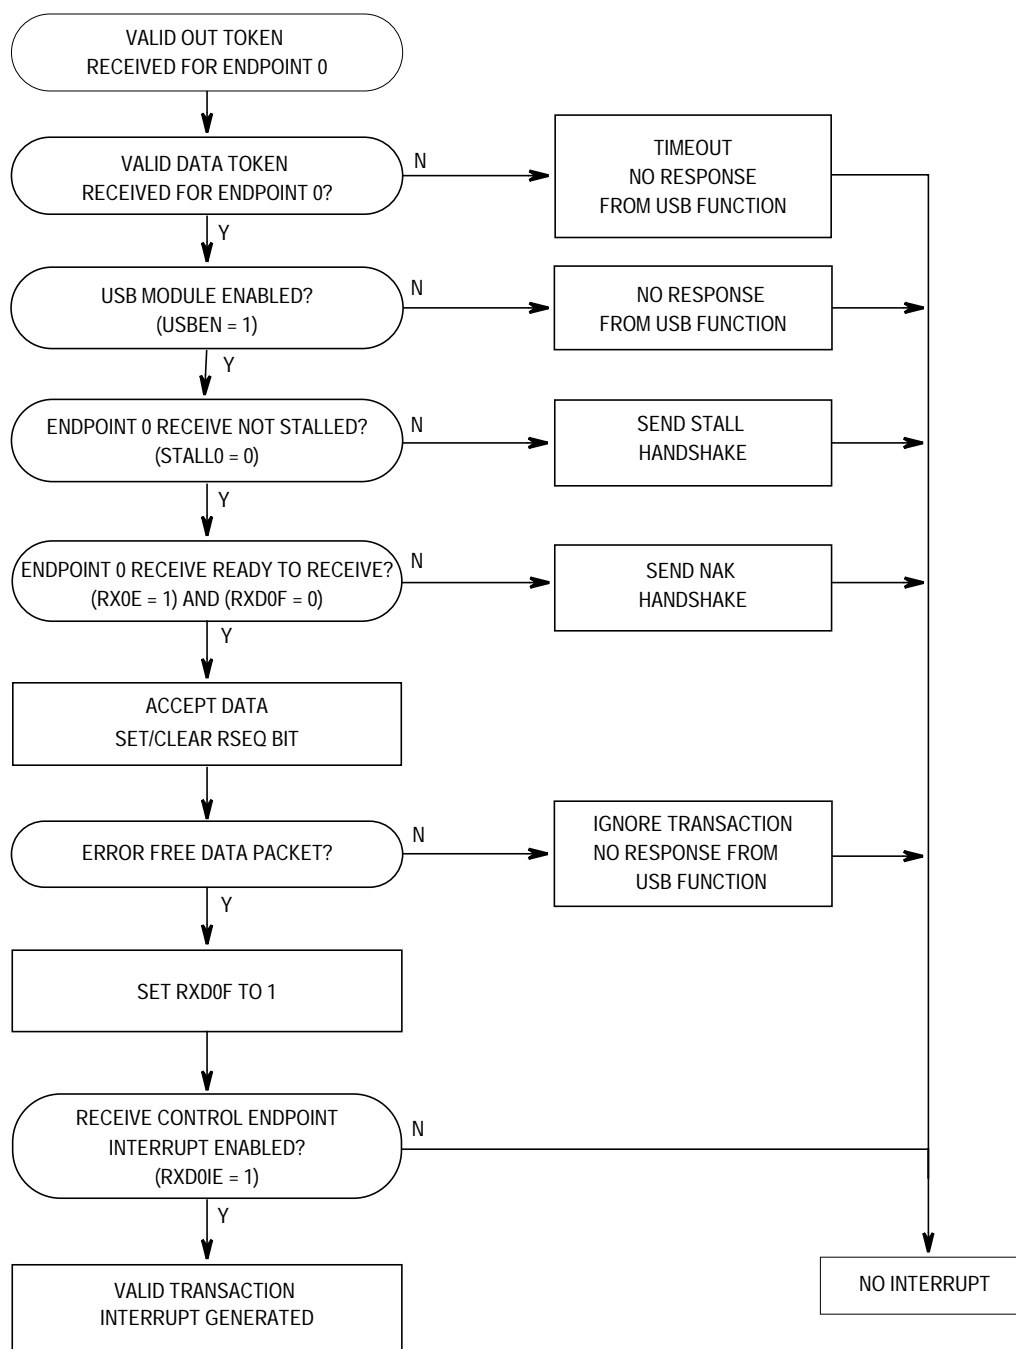 VALID OUT TOKEN
RECEIVED FOR ENDPOINT 0
VALID DATA TOKEN
RECEIVED FOR ENDPOINT 0?
N
TIMEOUT
NO RESPONSE
FROM USB FUNCTION
Y
USB MODULE ENABLED?
(USBEN = 1)
N
NO RESPONSE
FROM USB FUNCTION
Y
ENDPOINT 0 RECEIVE NOT STALLED?
(STALL0 = 0)
N
SEND STALL
HANDSHAKE
Y
ENDPOINT 0 RECEIVE READY TO RECEIVE?
(RX0E = 1) AND (RXD0F = 0)
N
SEND NAK
HANDSHAKE
Y
ACCEPT DATA
SET/CLEAR RSEQ BIT
ERROR FREE DATA PACKET?
N
IGNORE TRANSACTION
NO RESPONSE FROM
USB FUNCTION
Y
SET RXD0F TO 1
RECEIVE CONTROL ENDPOINT
INTERRUPT ENABLED?
(RXD0IE = 1)
N
Y
VALID TRANSACTION
INTERRUPT GENERATED
NO INTERRUPT